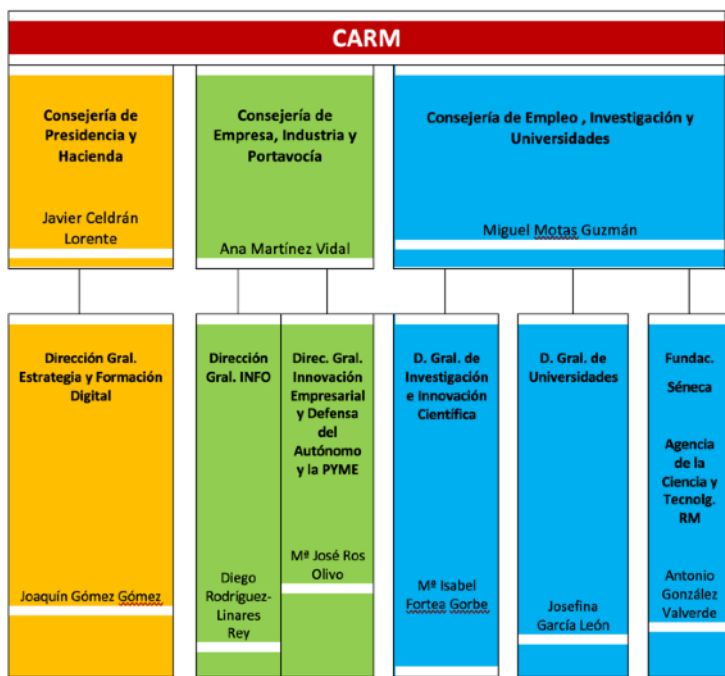 CARM
Consejería de
Presidencia y
Hacienda
Javier Celdrán
Lorente
Consejería de
Empresa, Industria y
Portavocía
Ana Martínez Vidal
Consejería de Empleo , Investigación y
Universidades
Miguel Motas Guzmán
Dirección Gral.
Estrategia y Formación
Digital
Joaquín Gómez Gómez
Dirección
Gral. INFO
Diego
Rodríguez-
Linares
Rey
Direc. Gral.
Innovación
Empresarial
y Defensa
del
Autónomo
y la PYME
Mª José Ros
Olivo
D. Gral. de
Investigación
e Innovación
Científica
Mª Isabel
Fortea Gorbe
D. Gral. de
Universidades
Josefina
García León
Fundac.
Séneca
Agencia
de la
Ciencia y
Tecnolg.
RM
Antonio
González
Valverde